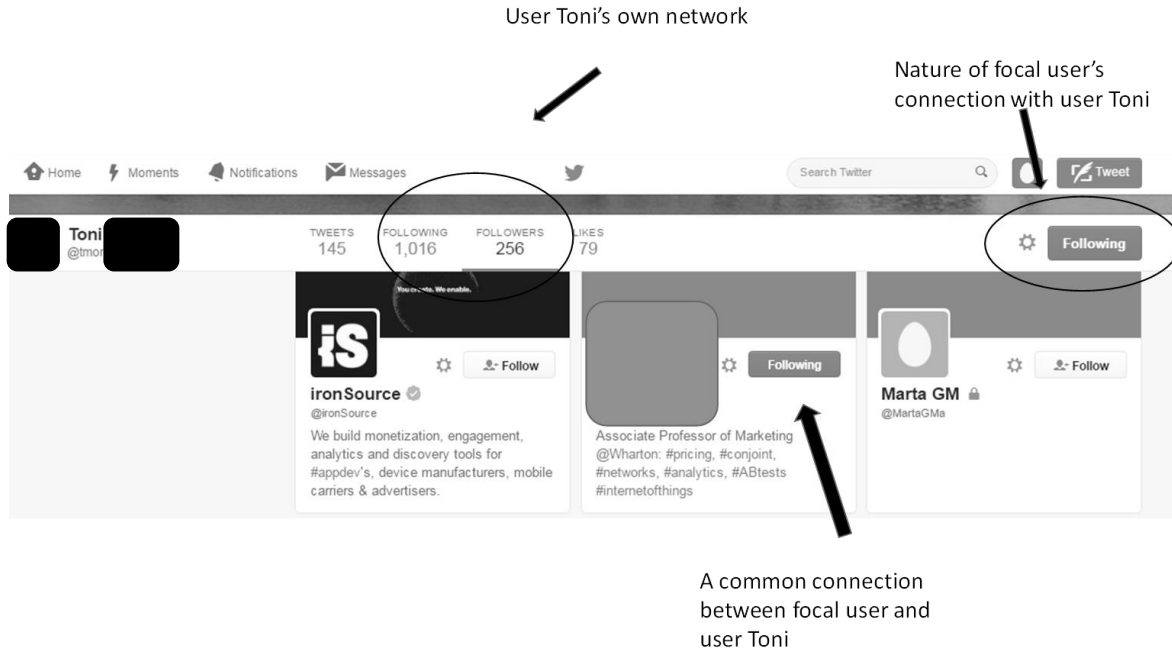 User Toni's own network
Nature of focal user's
connection with user Toni
Home Moments Notifications Messages Search Twitter Tweet
Toni
@tmor
TWEETS FOLLOWING FOLLOWERS LIKES
145 1,016 256 79
Following
You create. We enable.
iS
Follow
ironSource
@ironSource
We build monetization, engagement,
analytics and discovery tools for
#appdev's, device manufacturers, mobile
carriers & advertisers.
Following
Associate Professor of Marketing
@Wharton: #pricing, #conjoint,
#networks, #analytics, #ABtests
#internetofthings
Follow
Marta GM
@MartaGMa
A common connection
between focal user and
user Toni